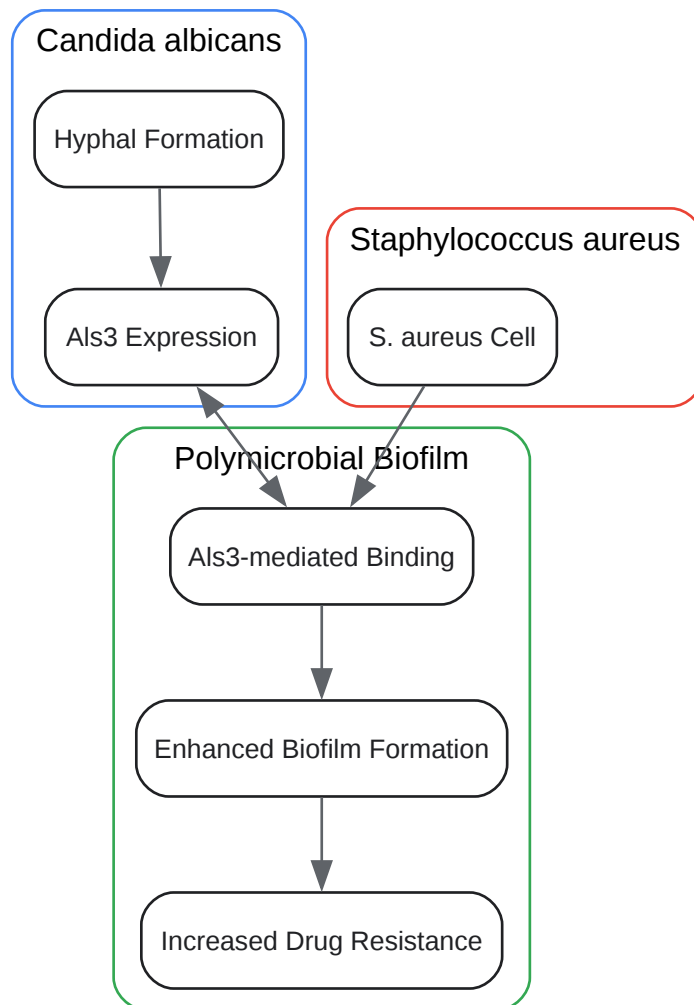 Candida albicans
Hyphal Formation
Staphylococcus aureus
Als3 Expression
S. aureus Cell
Polymicrobial Biofilm
Als3-mediated Binding
Enhanced Biofilm Formation
Increased Drug Resistance